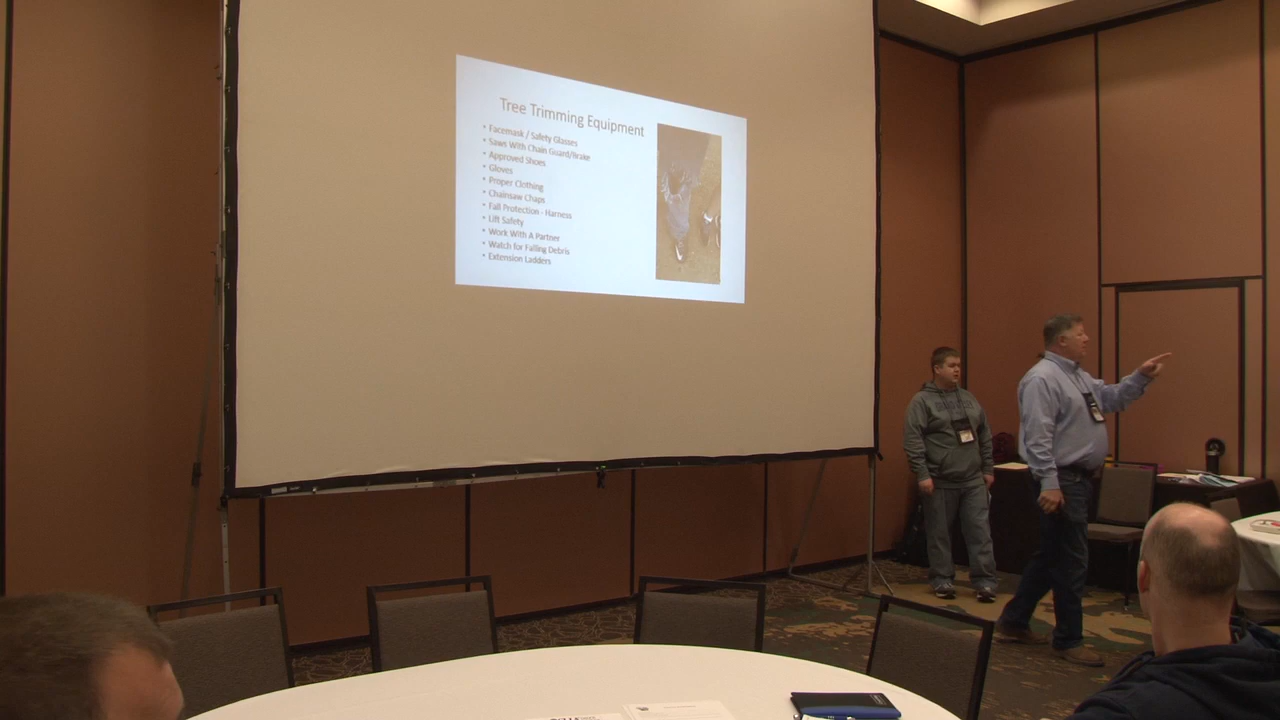 Tree Trimming Equipment
• Facemask / Safety Glasses
• Saws With Chain Guard/Brake
• Approved Shoes
• Gloves
• Proper Clothing
• Chainsaw Chaps
• Fall Protection - Harness
• Lift Safety
• Work With A Partner
• Watch for Falling Debris
• Extension Ladders